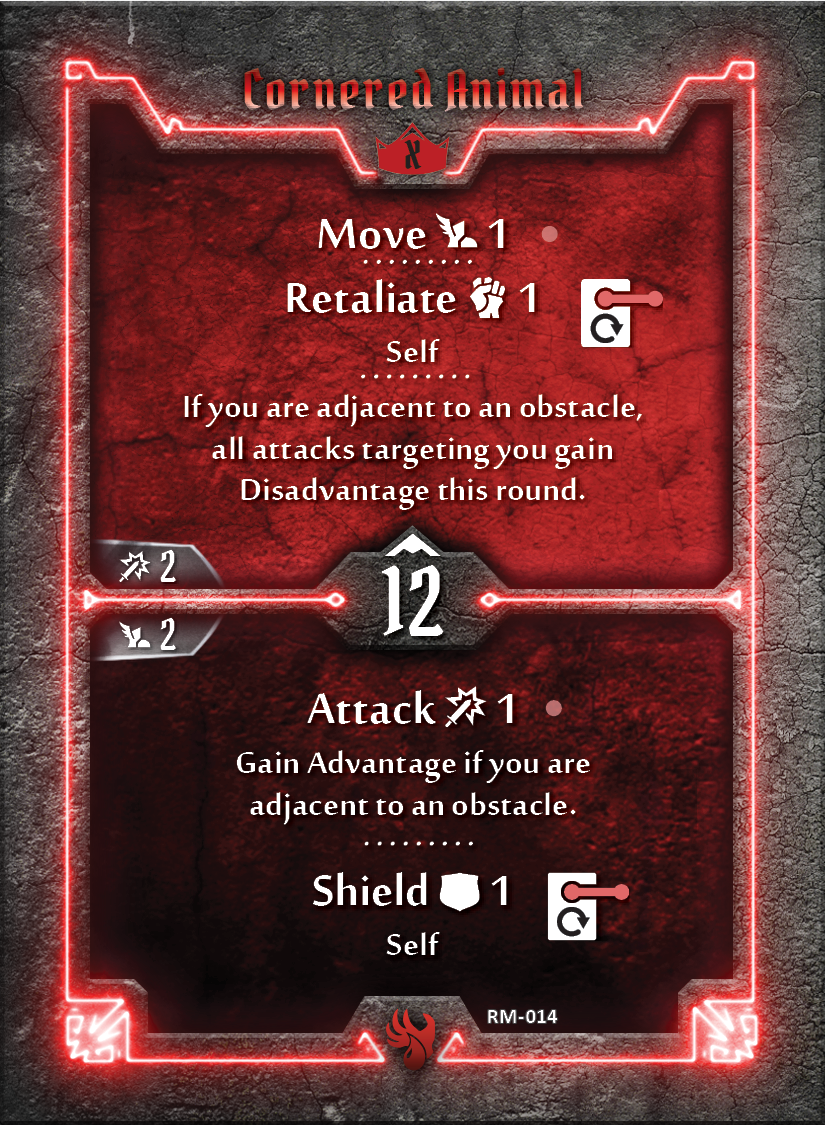 Cornered Animal
X
Move 1
Retaliate 1
Self
If you are adjacent to an obstacle,
all attacks targeting you gain
Disadvantage this round.
2
12
2
Attack 1
Gain Advantage if you are
adjacent to an obstacle.
Shield 1
Self
RM-014